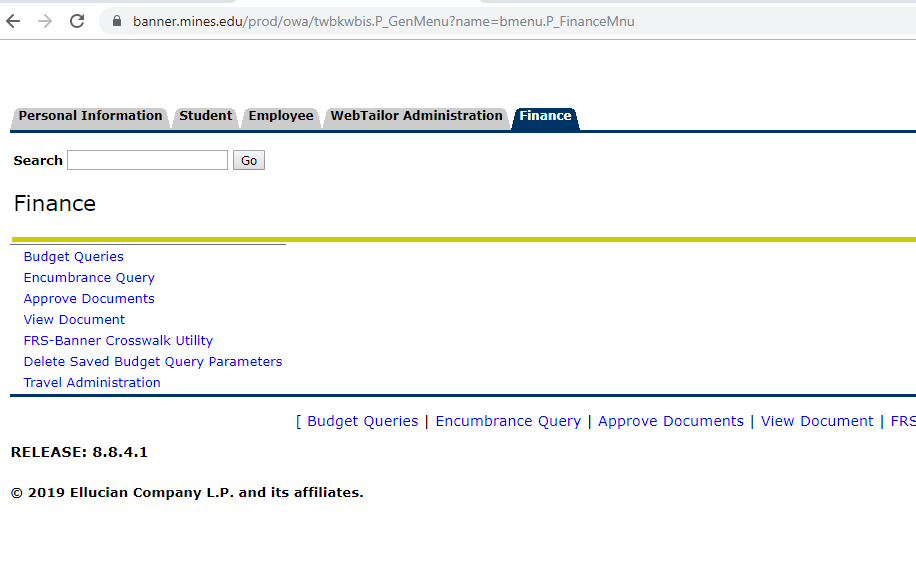 banner.mines.edu/prod/owa/twbkwbis.P_GenMenu?name=bmenu.P_FinanceMnu
Personal Information Student Employee WebTailor Administration Finance
Search Go
Finance
Budget Queries
Encumbrance Query
Approve Documents
View Document
FRS-Banner Crosswalk Utility
Delete Saved Budget Query Parameters
Travel Administration
[ Budget Queries | Encumbrance Query | Approve Documents | View Document | FRS
RELEASE: 8.8.4.1
© 2019 Ellucian Company L.P. and its affiliates.